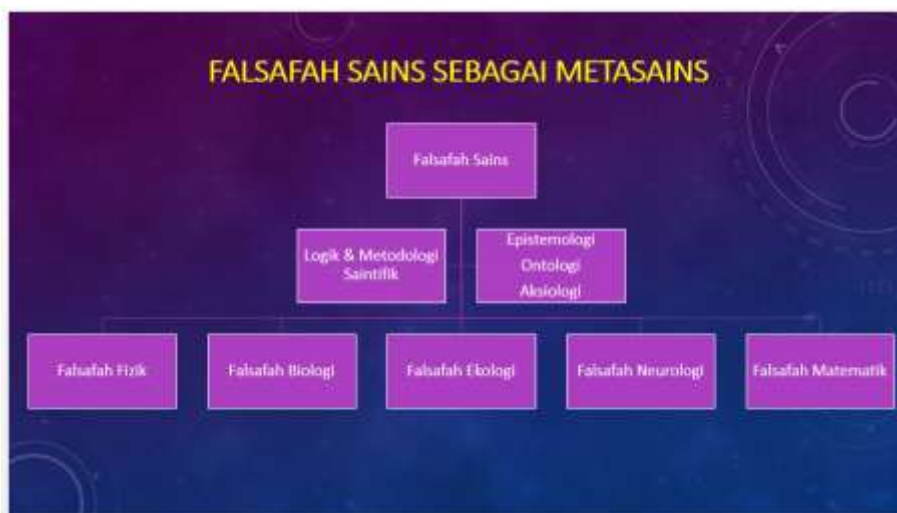 FALSAFAH SAINS SEBAGAI METASAINS
Falsafah Sains
Logik & Metodologi
Saintifik
Epistemologi
Ontologi
Aksiologi
Falsafah Fizik
Falsafah Biologi
Falsafah Ekologi
Falsafah Neurologi
Falsafah Matematik